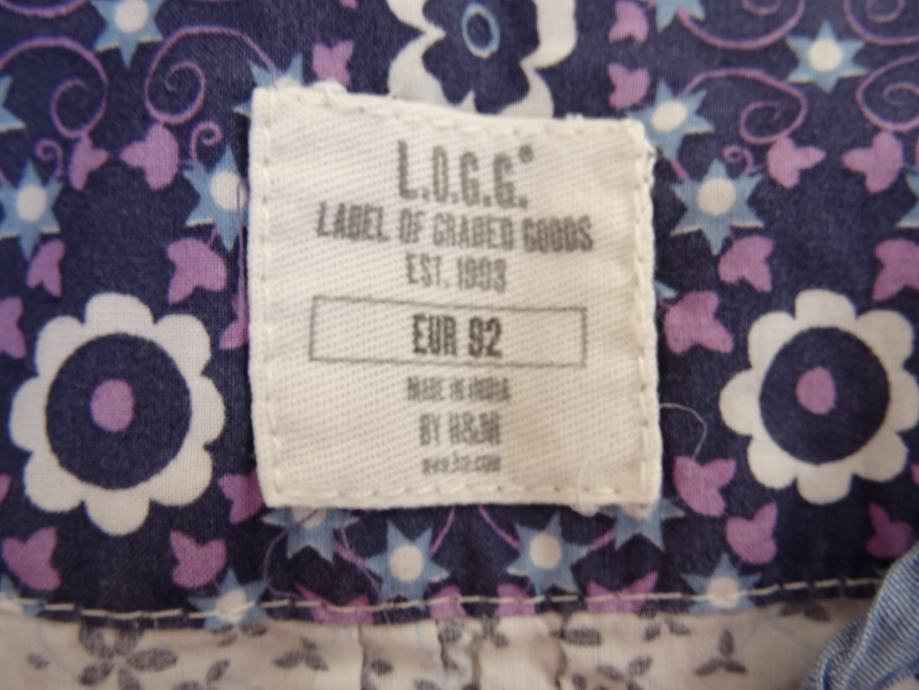 L.O.G.G.®
LABEL OF GRADED GOODS
EST. 1993
EUR 92
MADE IN INDIA
BY H&M